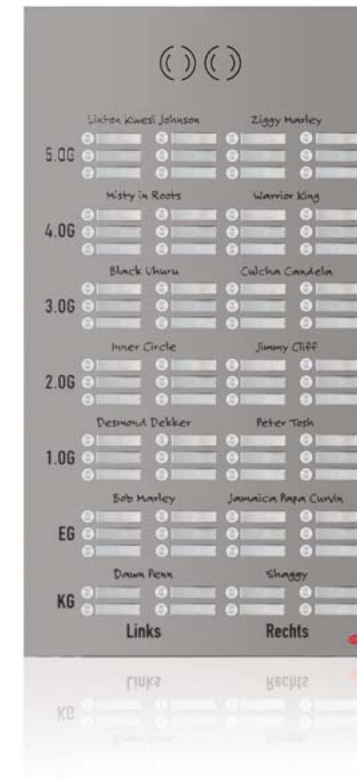 Linton Kwesi Johnson Ziggy Marley
5.OG
Misty in Roots Warrior King
4.OG
Black Uhuru Culcha Candela
3.OG
Inner Circle Jimmy Cliff
2.OG
Desmond Dekker Peter Tosh
1.OG
Bob Marley Jamaica Papa Curvin
EG
Dawn Penn Shaggy
KG
Links Rechts